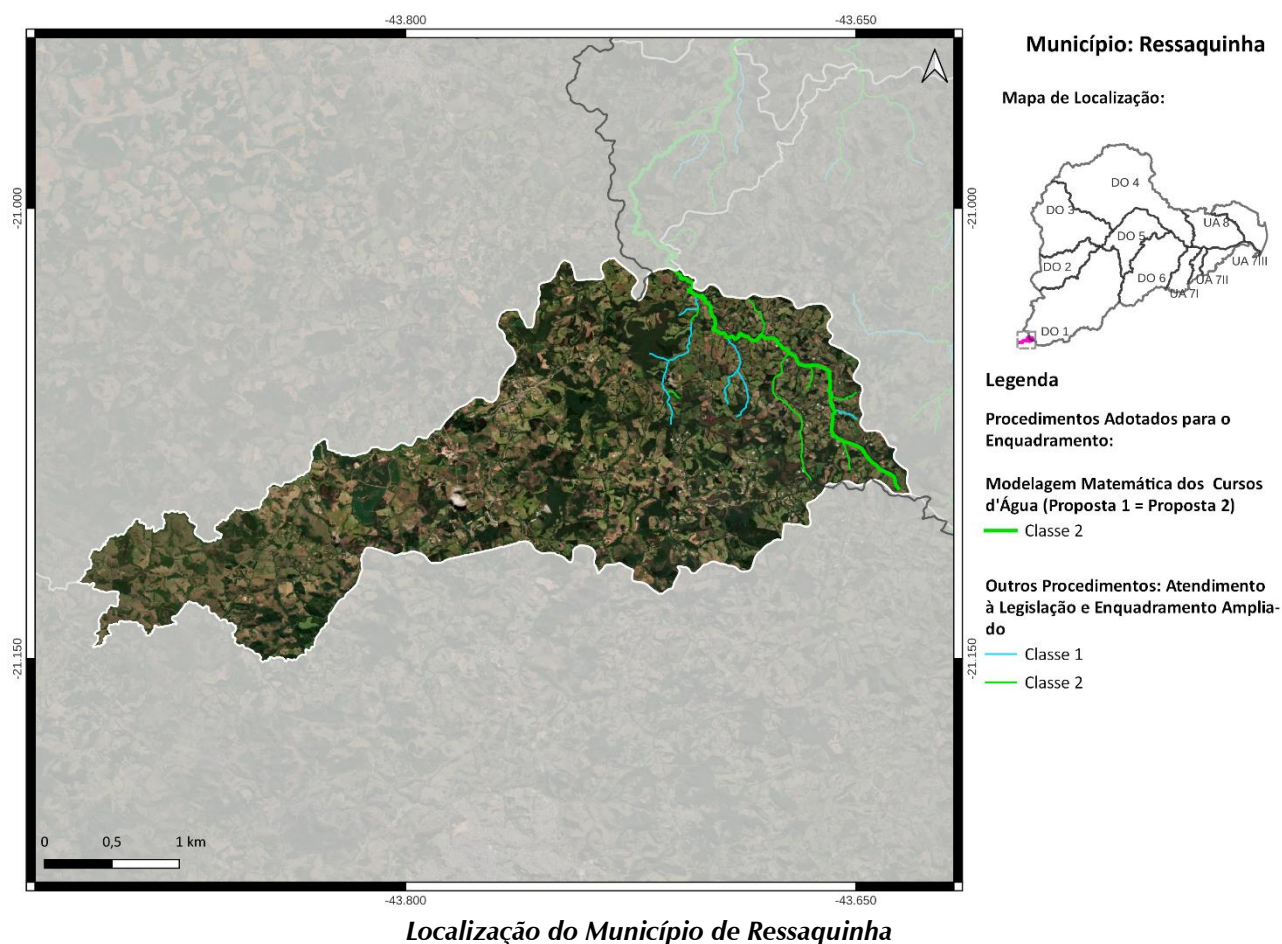 -43.800
-43.650
Município: Ressaquinha
Mapa de Localização:
DO 4
DO 3
UA 8
DO 5
UA 7III
DO 2
DO 6
UA 7II
UA 7I
DO 1
-21.000
-21.000
Legenda
Procedimentos Adotados para o
Enquadramento:
Modelagem Matemática dos Cursos
d'Água (Proposta 1 = Proposta 2)
Classe 2
Outros Procedimentos: Atendimento
à Legislação e Enquadramento Amplia-
do
Classe 1
Classe 2
-21.150
-21.150
0 0,5 1 km
-43.800
-43.650
Localização do Município de Ressaquinha